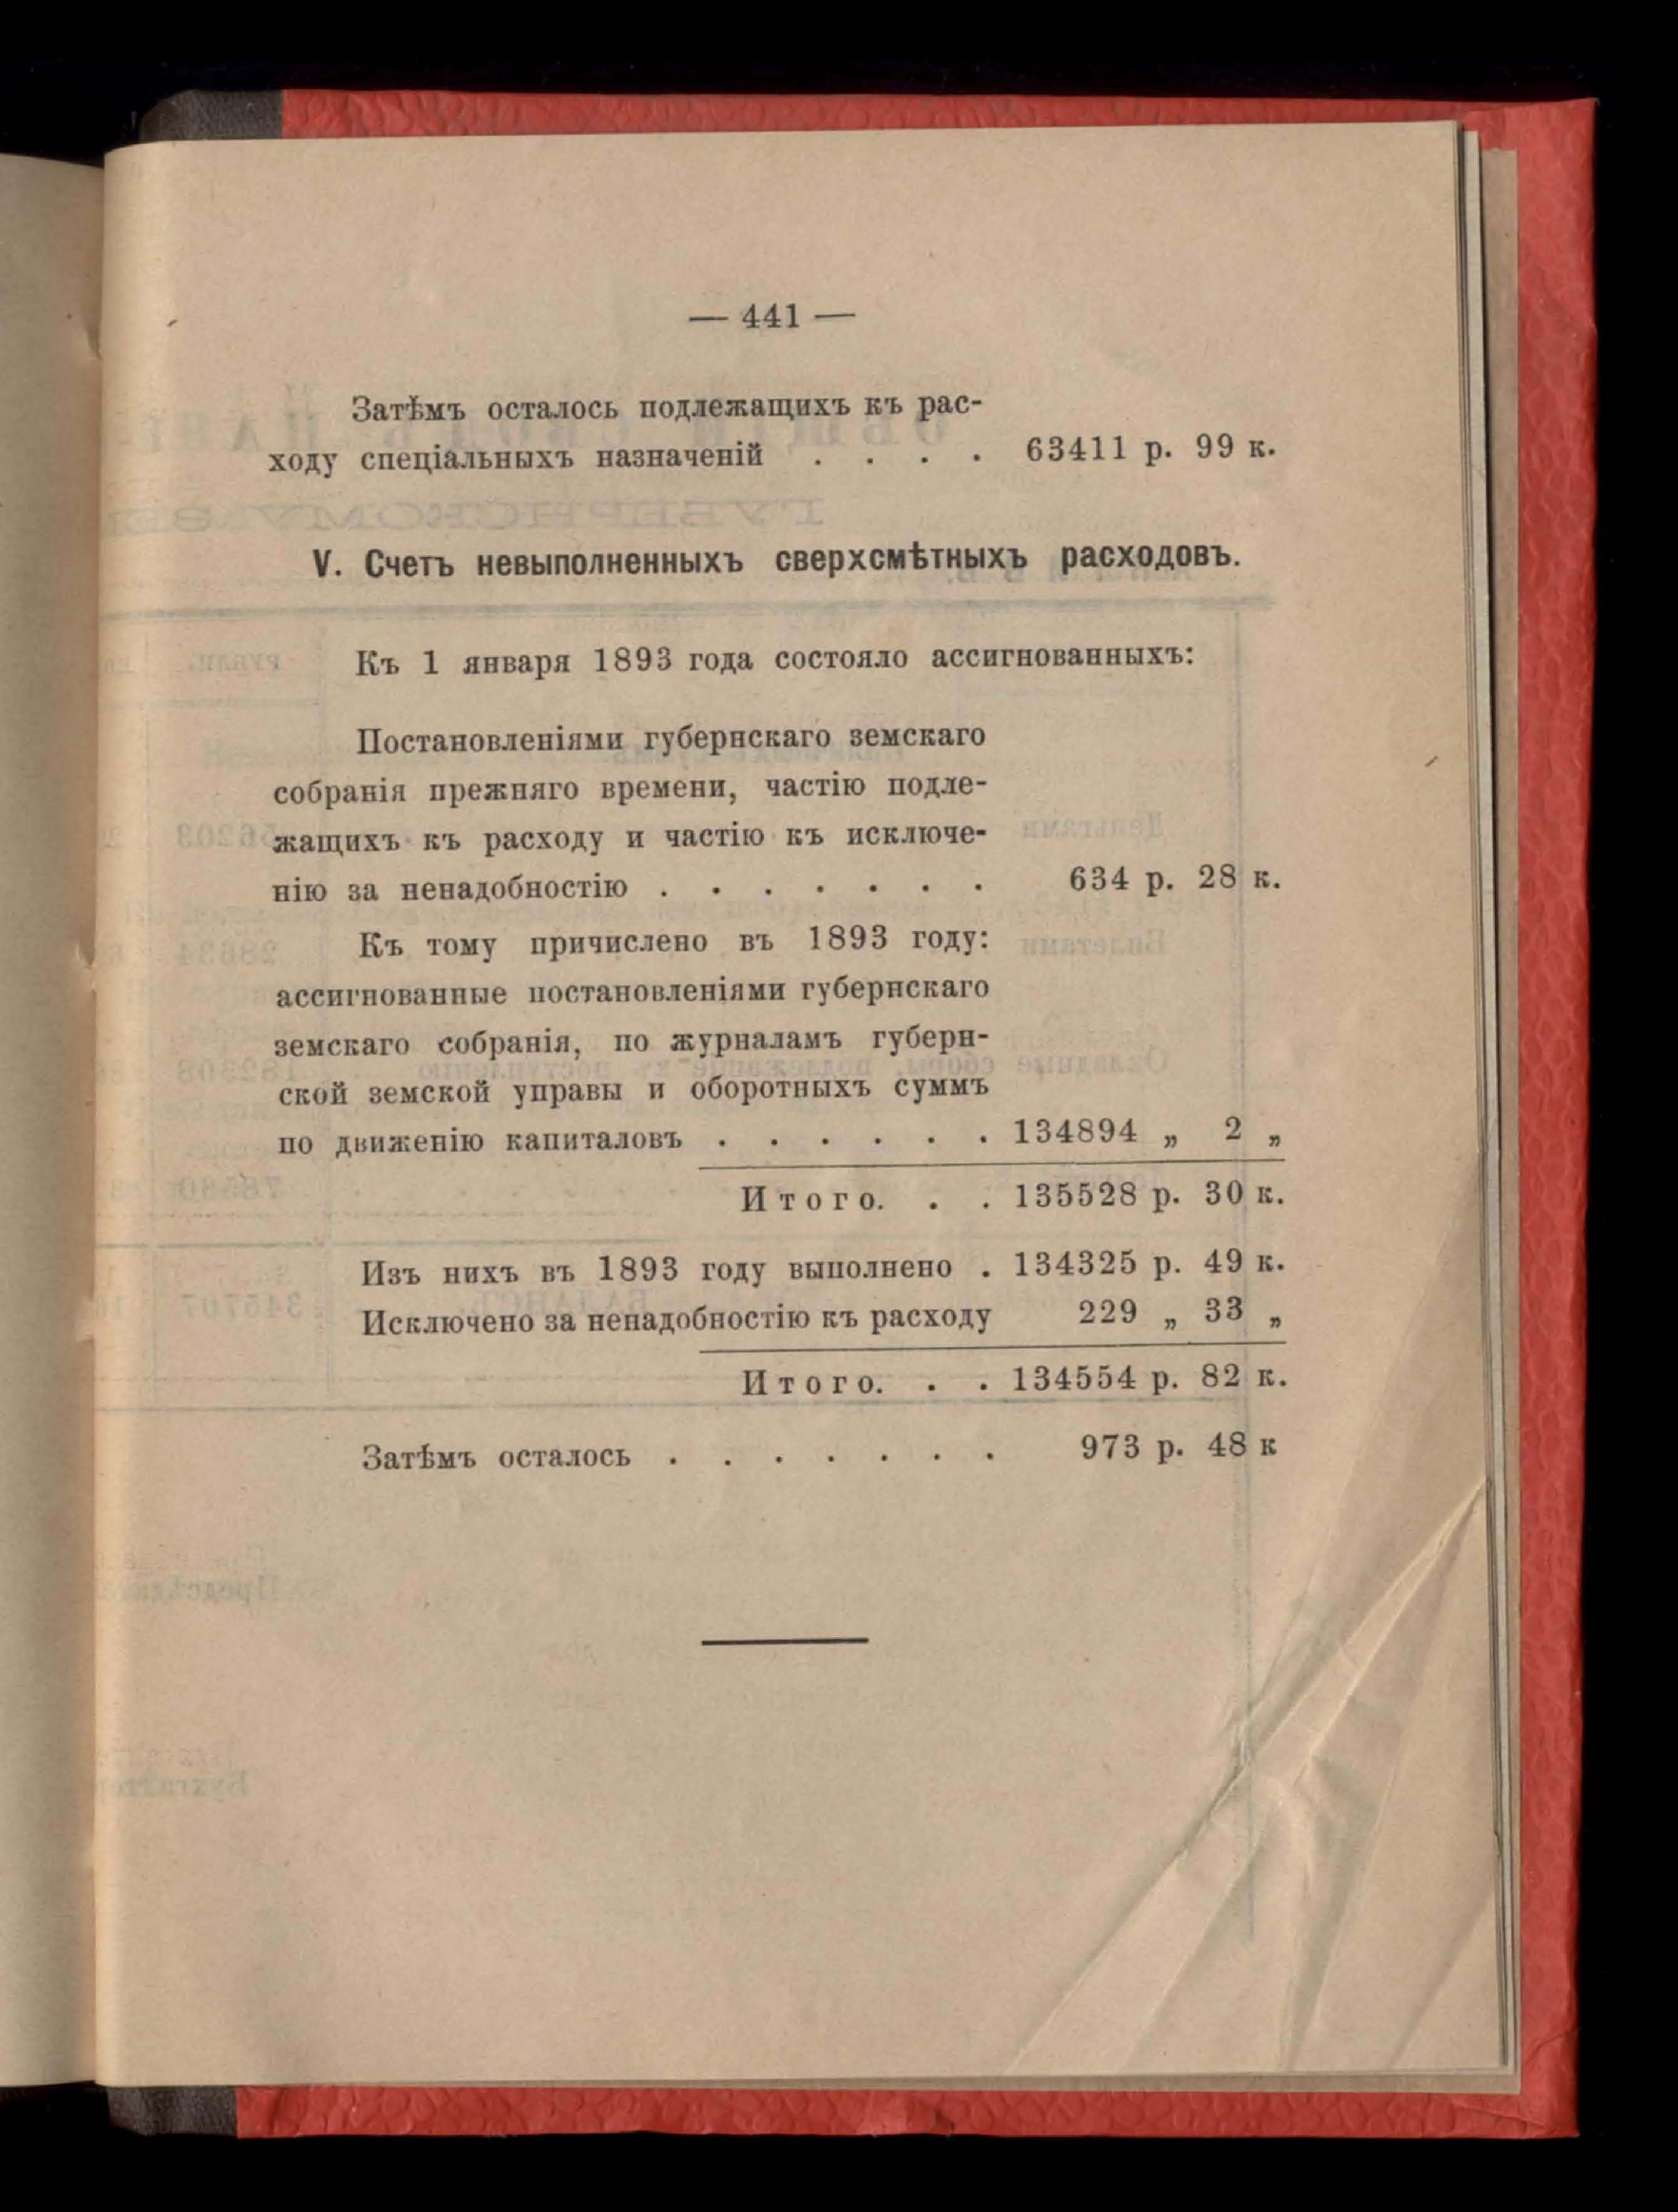 — 441 —
Затѣмъ осталось подлежащихъ къ рас-
ходу спеціальныхъ назначеній . . . . 63411 р. 99 к.
V. Счетъ невыполненныхъ сверхсмѣтныхъ расходовъ.
Къ 1 января 1893 года состояло ассигнованныхъ:
Постановленіями губернскаго земскаго
собранія прежняго времени, частію подле-
жащихъ къ расходу и частію къ исключе-
нію за ненадобностію . . . . . . . 634 р. 28 к.
Къ тому причислено въ 1893 году:
ассигнованные постановленіями губернскаго
земскаго собранія, по журналамъ губерн-
ской земской управы и оборотныхъ суммъ
по движенію капиталовъ . . . . . . 134894 „ 2 „
Итого. . . 135528 р. 30 к.
Изъ нихъ въ 1893 году выполнено . 134325 р. 49 к.
Исключено за ненадобностію къ расходу 229 „ 33 „
Итого. . . 134554 р. 82 к.
Затѣмъ осталось . . . . . . . 973 р. 48 к